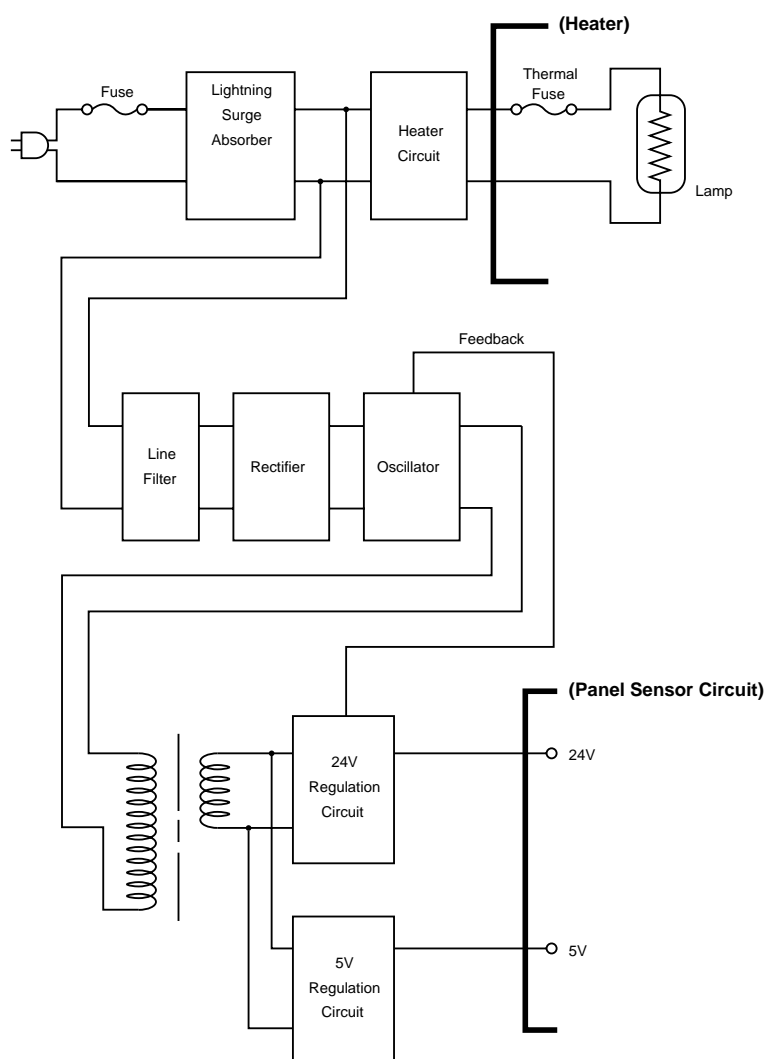 (Heater)
Fuse
Lightning
Surge
Absorber
Heater
Circuit
Thermal
Fuse
Lamp
Feedback
Line
Filter
Rectifier
Oscillator
(Panel Sensor Circuit)
24V
Regulation
Circuit
24V
5V
Regulation
Circuit
5V